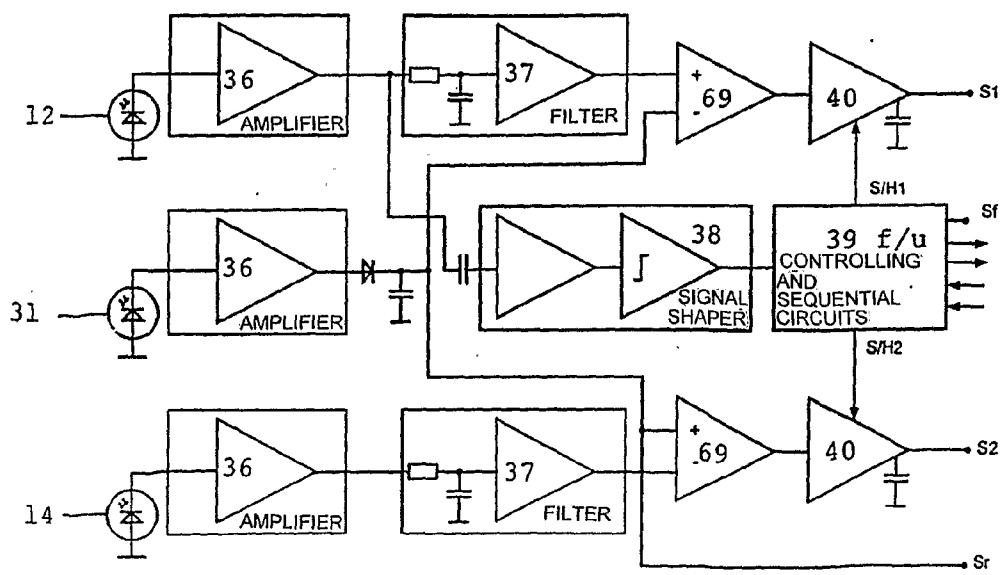 12
36
AMPLIFIER
37
FILTER
+
-
69
40
S1
S/H1
31
36
AMPLIFIER
38
SIGNAL
SHAPER
39 f/u
CONTROLLING
AND
SEQUENTIAL
CIRCUITS
Sf
S/H2
14
36
AMPLIFIER
37
FILTER
+
-
69
40
S2
Sr